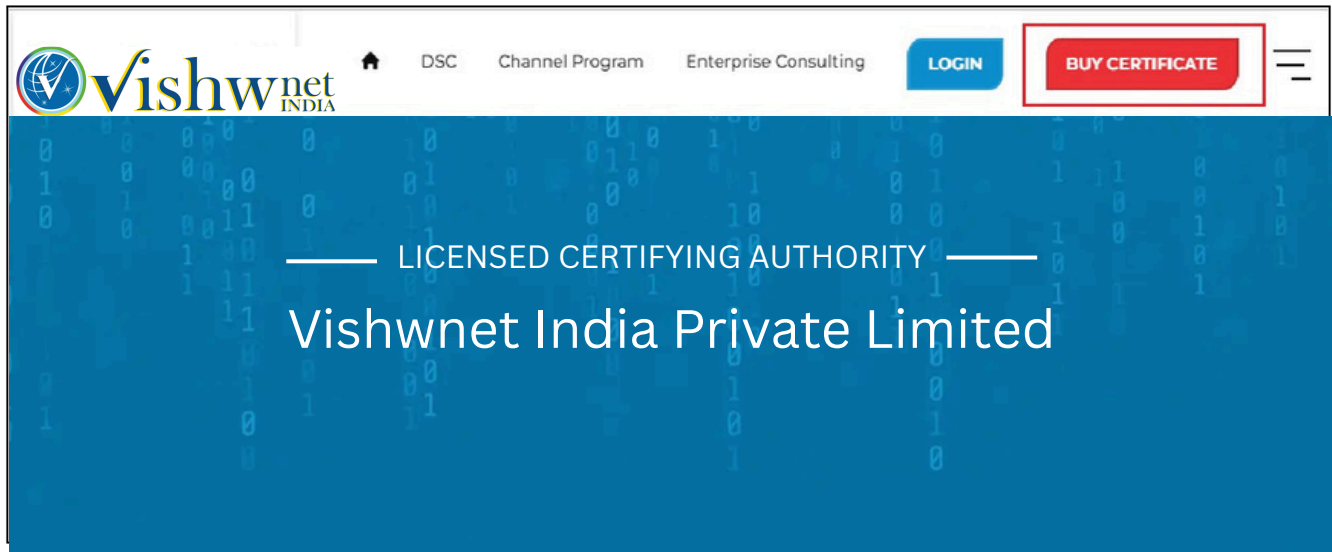 Vishwnet
INDIA
DSC
Channel Program
Enterprise Consulting
LOGIN
BUY CERTIFICATE
LICENSED CERTIFYING AUTHORITY
Vishwnet India Private Limited